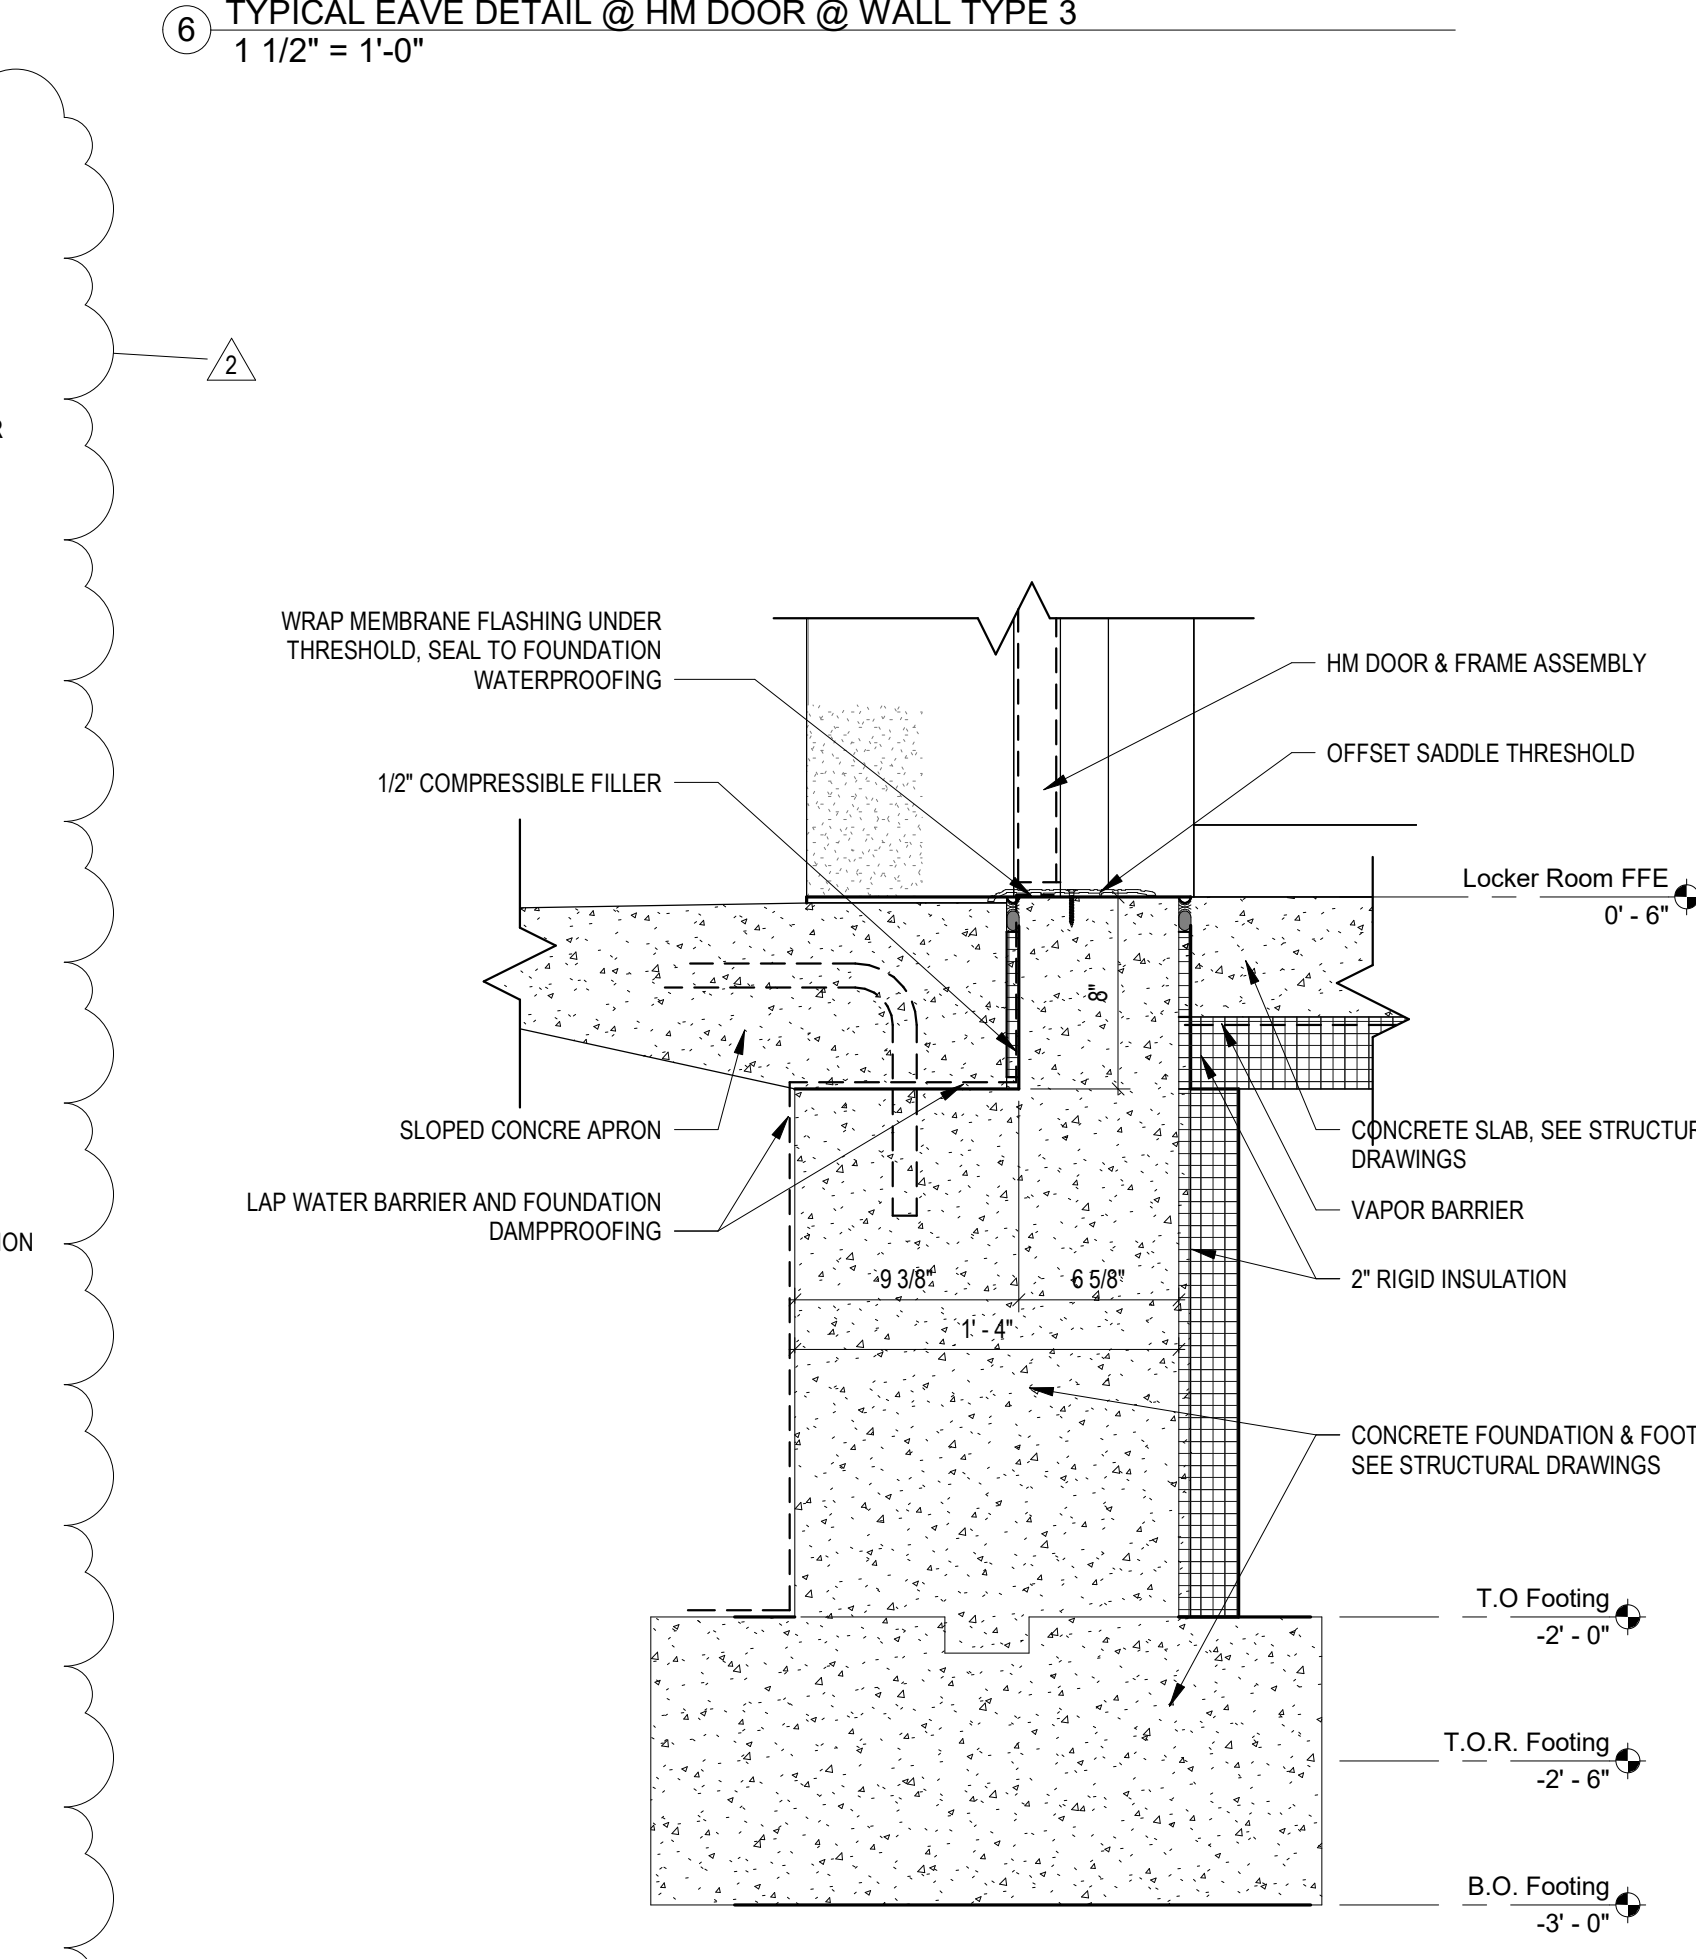 6
TYPICAL EAVE DETAIL @ HM DOOR @ WALL TYPE 3
1 1/2" = 1'-0"
2
R
WRAP MEMBRANE FLASHING UNDER
THRESHOLD, SEAL TO FOUNDATION
WATERPROOFING
HM DOOR & FRAME ASSEMBLY
OFFSET SADDLE THRESHOLD
1/2" COMPRESSIBLE FILLER
Locker Room FFE
0' - 6"
8"
SLOPED CONCRE APRON
CONCRETE SLAB, SEE STRUCTUR
DRAWINGS
LAP WATER BARRIER AND FOUNDATION
DAMPPROOFING
VAPOR BARRIER
ION
2" RIGID INSULATION
9 3/8"
6 5/8"
1' - 4"
CONCRETE FOUNDATION & FOOT
SEE STRUCTURAL DRAWINGS
T.O Footing
-2' - 0"
T.O.R. Footing
-2' - 6"
B.O. Footing
-3' - 0"